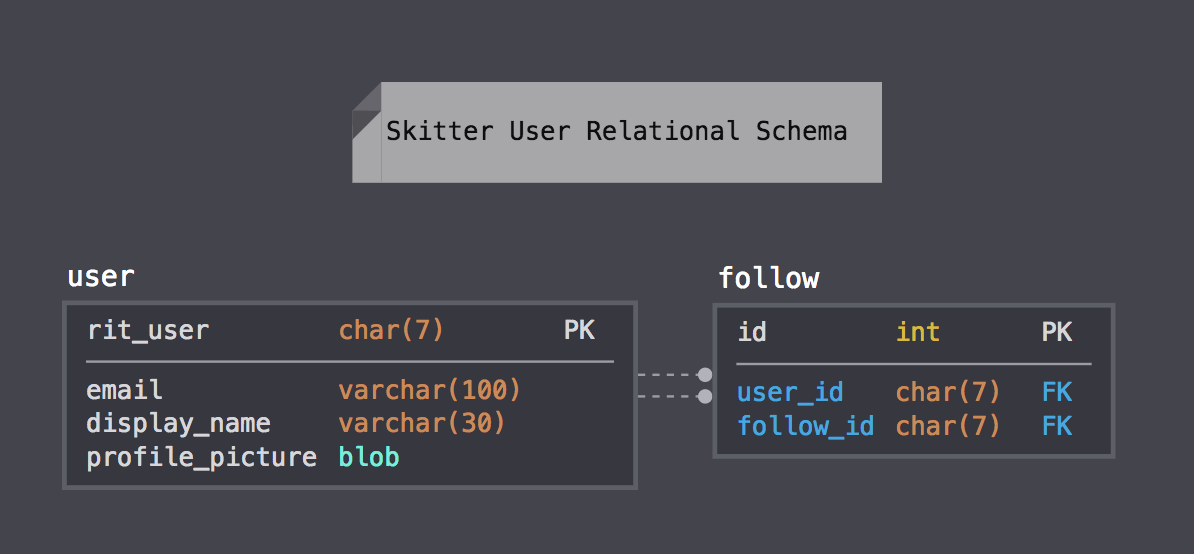 Skitter User Relational Schema
user
rit_user char(7) PK
email varchar(100)
display_name varchar(30)
profile_picture blob
follow
id int PK
user_id char(7) FK
follow_id char(7) FK